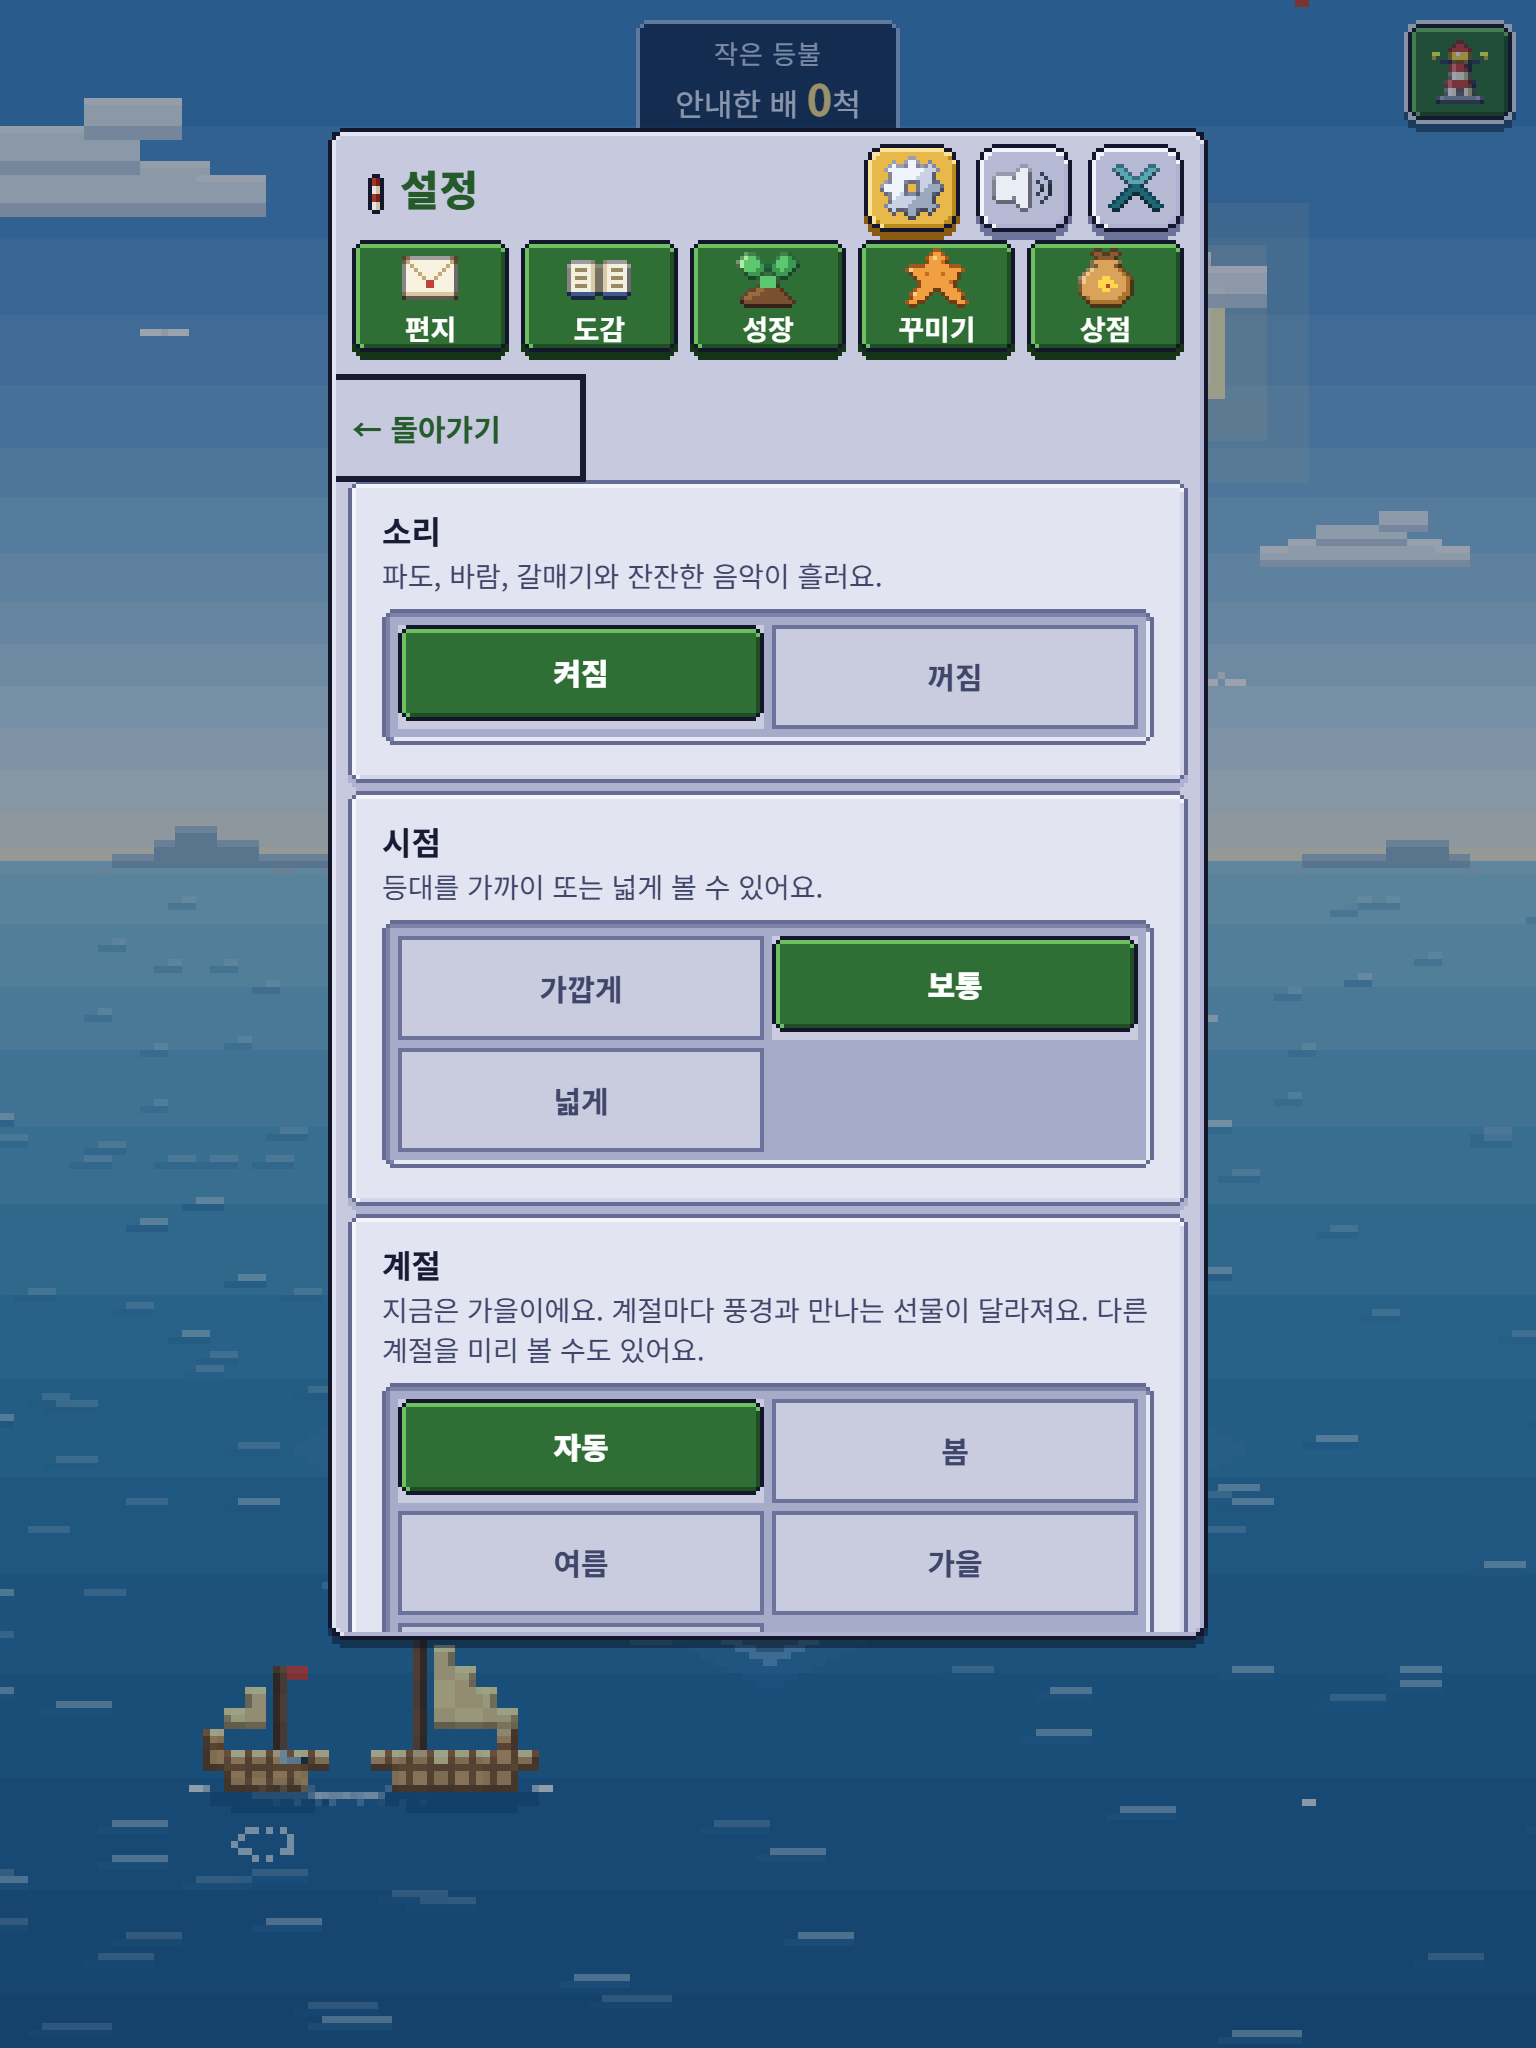 작은 등불
안내한 배 0척
설정
편지
도감
성장
꾸미기
상점
← 돌아가기
소리
파도, 바람, 갈매기와 잔잔한 음악이 흘러요.
켜짐
꺼짐
시점
등대를 가까이 또는 넓게 볼 수 있어요.
가깝게
보통
넓게
계절
지금은 가을이에요. 계절마다 풍경과 만나는 선물이 달라져요. 다른
계절을 미리 볼 수도 있어요.
자동
봄
여름
가을